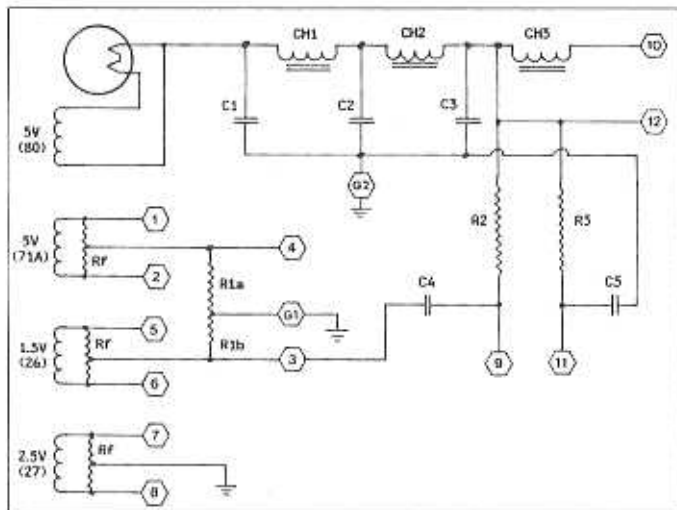 CH1
CH2
CH3
10
C1
C2
C3
12
5V
(80)
G2
1
R2
R3
5V
(71A)
Rf
4
2
R1a
C4
C5
G1
5
1.5V
(26)
Rf
R1b
3
9
11
6
7
2.5V
(27)
Rf
8